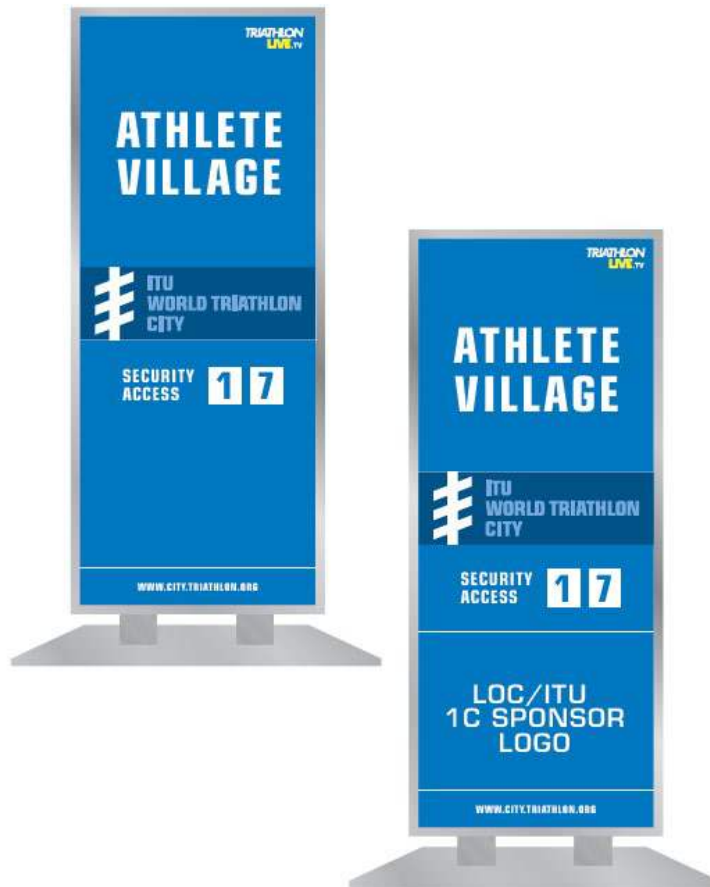 TRIATHLON
LIVE.TV
ATHLETE
VILLAGE
ITU
WORLD TRIATHLON
CITY
SECURITY
ACCESS
1 7
WWW.CITY.TRIATHLON.ORG
TRIATHLON
LIVE.TV
ATHLETE
VILLAGE
ITU
WORLD TRIATHLON
CITY
SECURITY
ACCESS
1 7
LOC/ITU
1C SPONSOR
LOGO
WWW.CITY.TRIATHLON.ORG